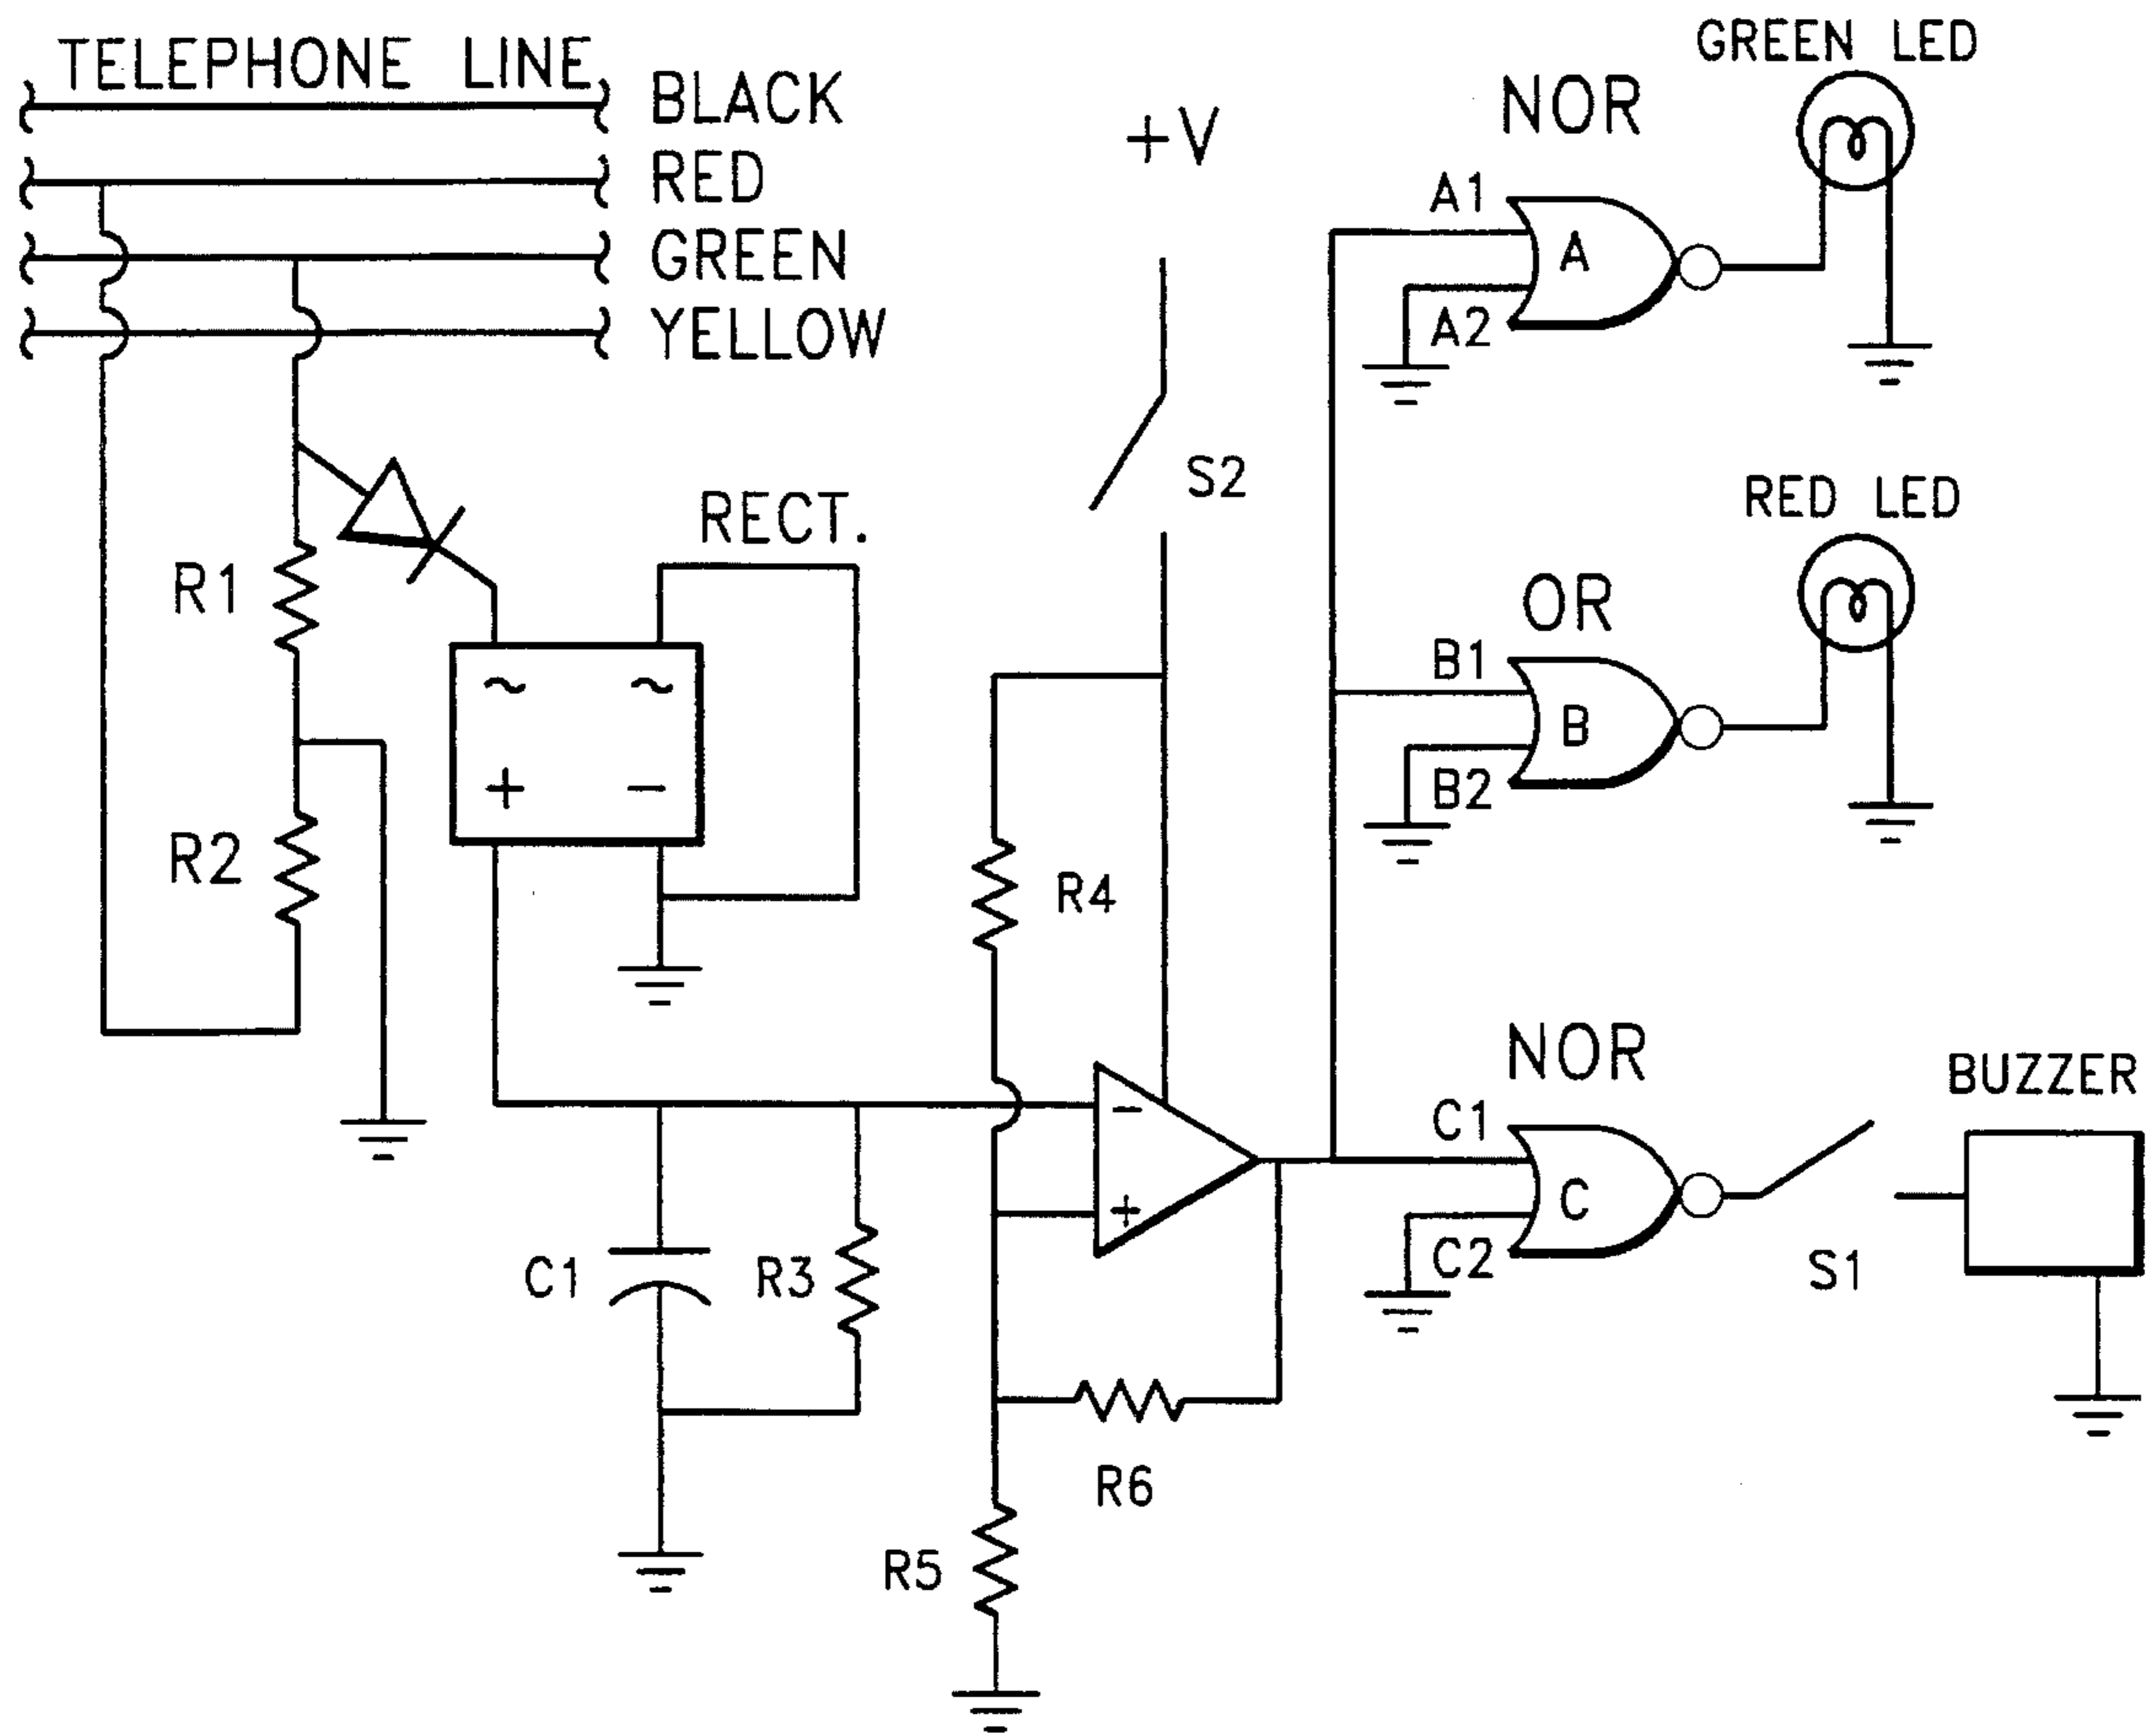 TELEPHONE LINE
BLACK
RED
GREEN
YELLOW
+V
S2
R1
R2
RECT.
~ ~
+ −
R4
C1
R3
−
+
R6
R5
NOR
GREEN LED
A1
A
A2
OR
RED LED
B1
B
B2
NOR
BUZZER
C1
C
C2
S1